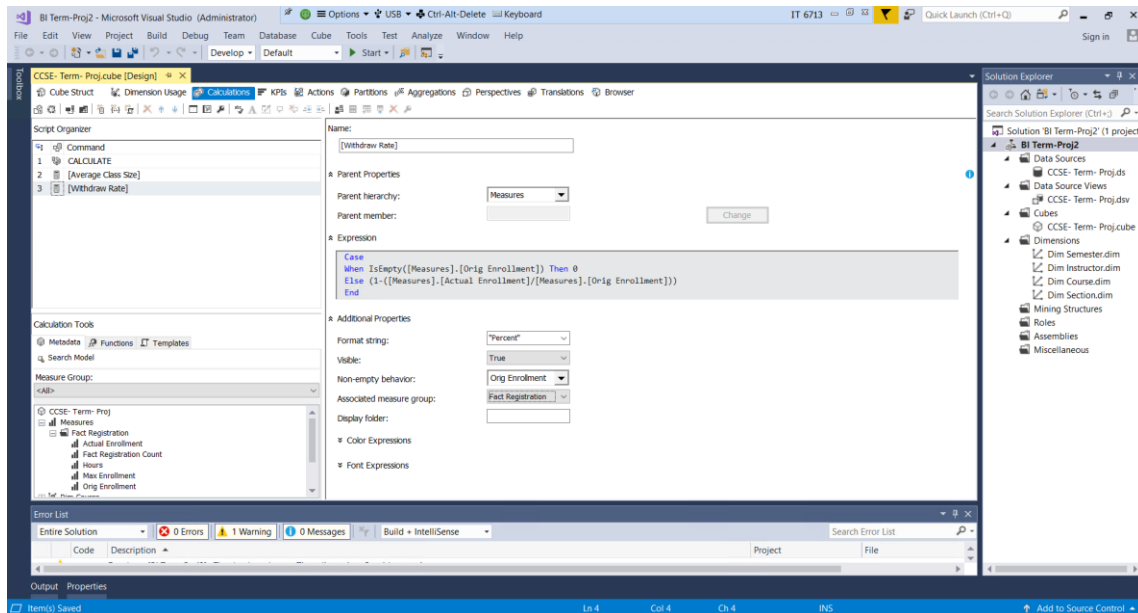 BI Term-Proj2 - Microsoft Visual Studio (Administrator)
Options USB Ctrl-Alt-Delete Keyboard
IT 6713
Quick Launch (Ctrl+Q)
File Edit View Project Build Debug Team Database Cube Tools Test Analyze Window Help
Sign in
Develop Default Start
Toolbox
CCSE- Term- Proj.cube [Design]
Cube Struct Dimension Usage Calculations KPIs Actions Partitions Aggregations Perspectives Translations Browser
Script Organizer
Command
1 CALCULATE
2 [Average Class Size]
3 [Withdraw Rate]
Calculation Tools
Metadata Functions Templates
Search Model
Measure Group:
<All>
CCSE- Term- Proj
Measures
Fact Registration
Actual Enrollment
Fact Registration Count
Hours
Max Enrollment
Orig Enrollment
Dim Course
Name:
[Withdraw Rate]
Parent Properties
Parent hierarchy: Measures
Parent member: Change
Expression
Case
When IsEmpty([Measures].[Orig Enrollment]) Then 0
Else (1-([Measures].[Actual Enrollment]/[Measures].[Orig Enrollment]))
End
Additional Properties
Format string: "Percent"
Visible: True
Non-empty behavior: Orig Enrollment
Associated measure group: Fact Registration
Display folder:
Color Expressions
Font Expressions
Solution Explorer
Search Solution Explorer (Ctrl+;)
Solution 'BI Term-Proj2' (1 project
BI Term-Proj2
Data Sources
CCSE- Term- Proj.ds
Data Source Views
CCSE- Term- Proj.dsv
Cubes
CCSE- Term- Proj.cube
Dimensions
Dim Semester.dim
Dim Instructor.dim
Dim Course.dim
Dim Section.dim
Mining Structures
Roles
Assemblies
Miscellaneous
Error List
Entire Solution 0 Errors 1 Warning 0 Messages Build + IntelliSense
Search Error List
Code Description Project File
Output Properties
Item(s) Saved Ln 4 Col 4 Ch 4 INS Add to Source Control